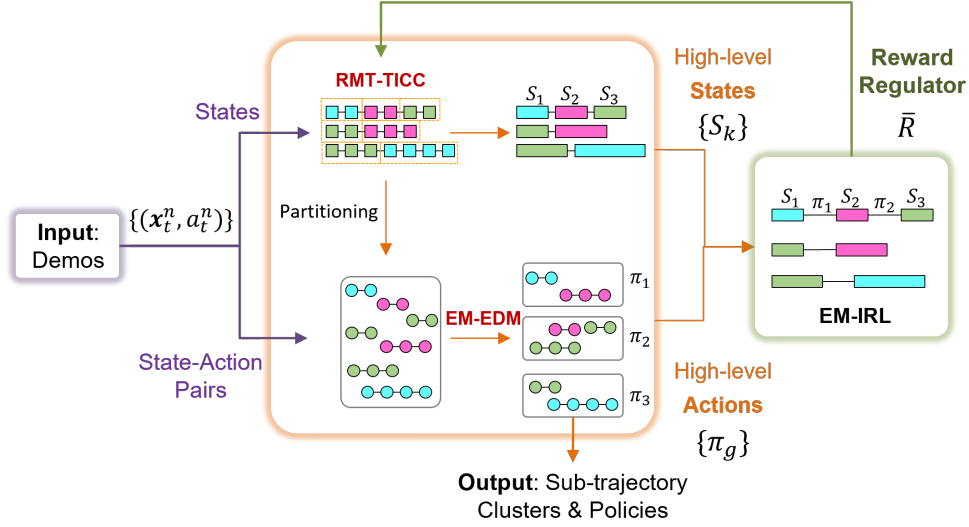 RMT-TICC
States
S_1 S_2 S_3
High-level
States
{S_k}
Reward
Regulator
R̄
{(x_t^n, a_t^n)}
Input:
Demos
Partitioning
S_1 π_1 S_2 π_2 S_3
EM-IRL
State-Action
Pairs
EM-EDM
π_1
π_2
π_3
High-level
Actions
{π_g}
Output: Sub-trajectory
Clusters & Policies